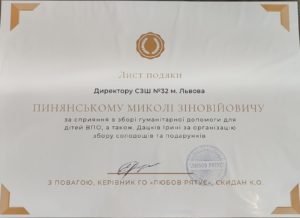 Лист подяки
Директору СЗШ №32 м. Львова
ПИНЯНСЬКОМУ МИКОЛІ ЗІНОВІЙОВИЧУ
за сприяння в зборі гуманітарної допомоги для
дітей ВПО, а також, Дацків Ірині за організацію
збору солодощів та подарунків
З ПОВАГОЮ, КЕРІВНИК ГО «ЛЮБОВ РЯТУЄ», СКИДАН К.О.